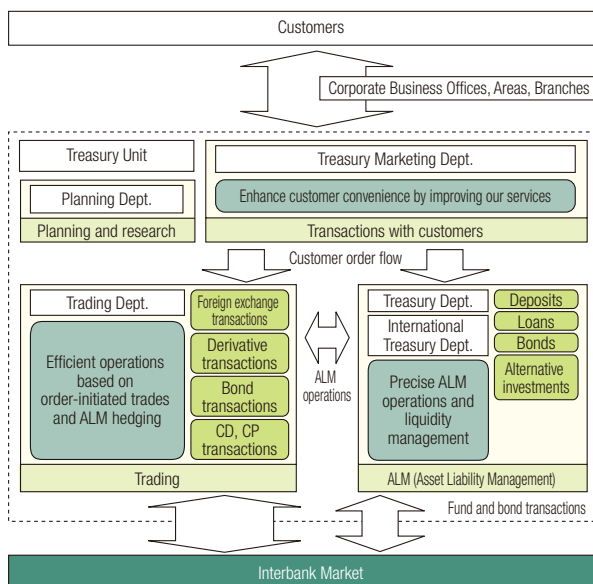 Customers
Corporate Business Offices, Areas, Branches
Treasury Unit
Planning Dept.
Planning and research
Treasury Marketing Dept.
Enhance customer convenience by improving our services
Transactions with customers
Customer order flow
Trading Dept.
Efficient operations
based on
order-initiated trades
and ALM hedging
Foreign exchange
transactions
Derivative
transactions
Bond
transactions
CD, CP
transactions
Trading
ALM
operations
Treasury Dept.
International
Treasury Dept.
Precise ALM
operations and
liquidity
management
Deposits
Loans
Bonds
Alternative
investments
ALM (Asset Liability Management)
Fund and bond transactions
Interbank Market